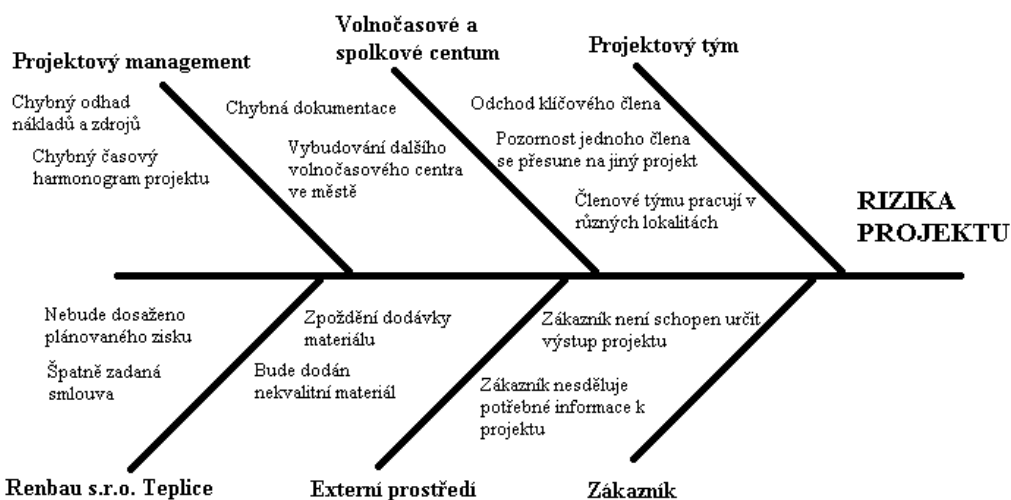 Volnočasové a
spolkové centum
Projektový tým
Projektový management
Chybný odhad
nákladů a zdrojů
Chybný časový
harmonogram projektu
Chybná dokumentace
Vybudování dalšího
volnočasového centra
ve městě
Odchod klíčového člena
Pozornost jednoho člena
se přesune na jiný projekt
Členové týmu pracují v
různých lokalitách
RIZIKA
PROJEKTU
Nebude dosaženo
plánovaného zisku
Špatně zadaná
smlouva
Zpoždění dodávky
materiálu
Bude dodán
nekvalitní materiál
Zákazník není schopen určit
výstup projektu
Zákazník nesděluje
potřebné informace k
projektu
Renbau s.r.o. Teplice
Externí prostředí
Zákazník